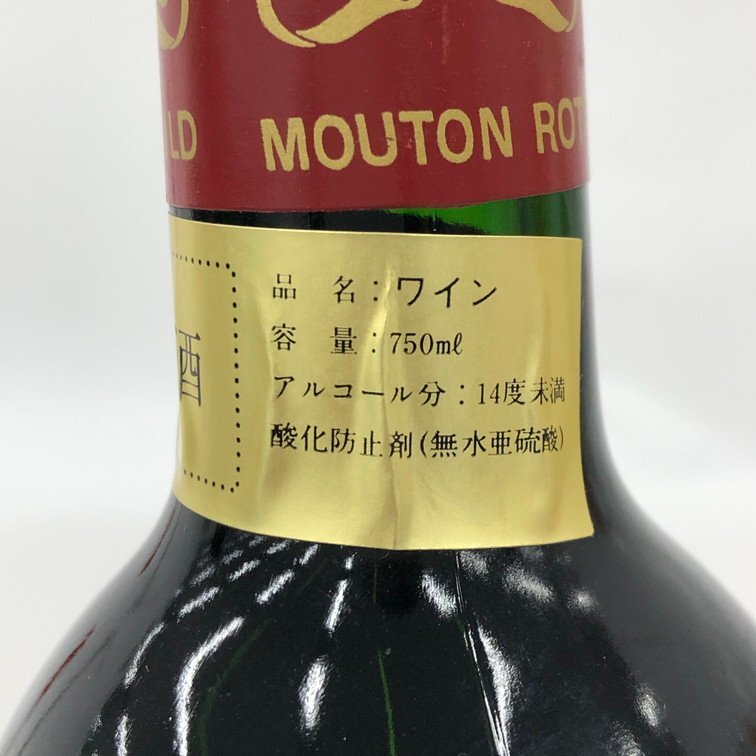 LD MOUTON ROT
品名：ワイン
容量：750mℓ
アルコール分：14度未満
酸化防止剤(無水亜硫酸)
酒